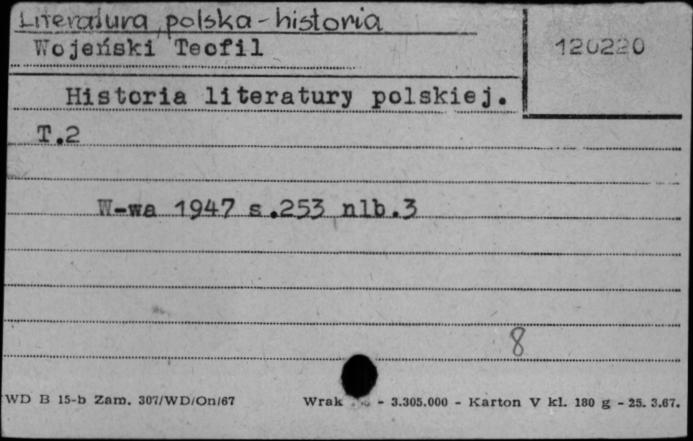 Literatura polska - historia
Wojeński Teofil
120220
Historia literatury polskiej.
T.2
W-wa 1947 s.253 nlb.3
8
WD B 15-b Zam. 307/WD/On/67
Wrak - 3.305.000 - Karton V kl. 180 g - 25. 3.67.